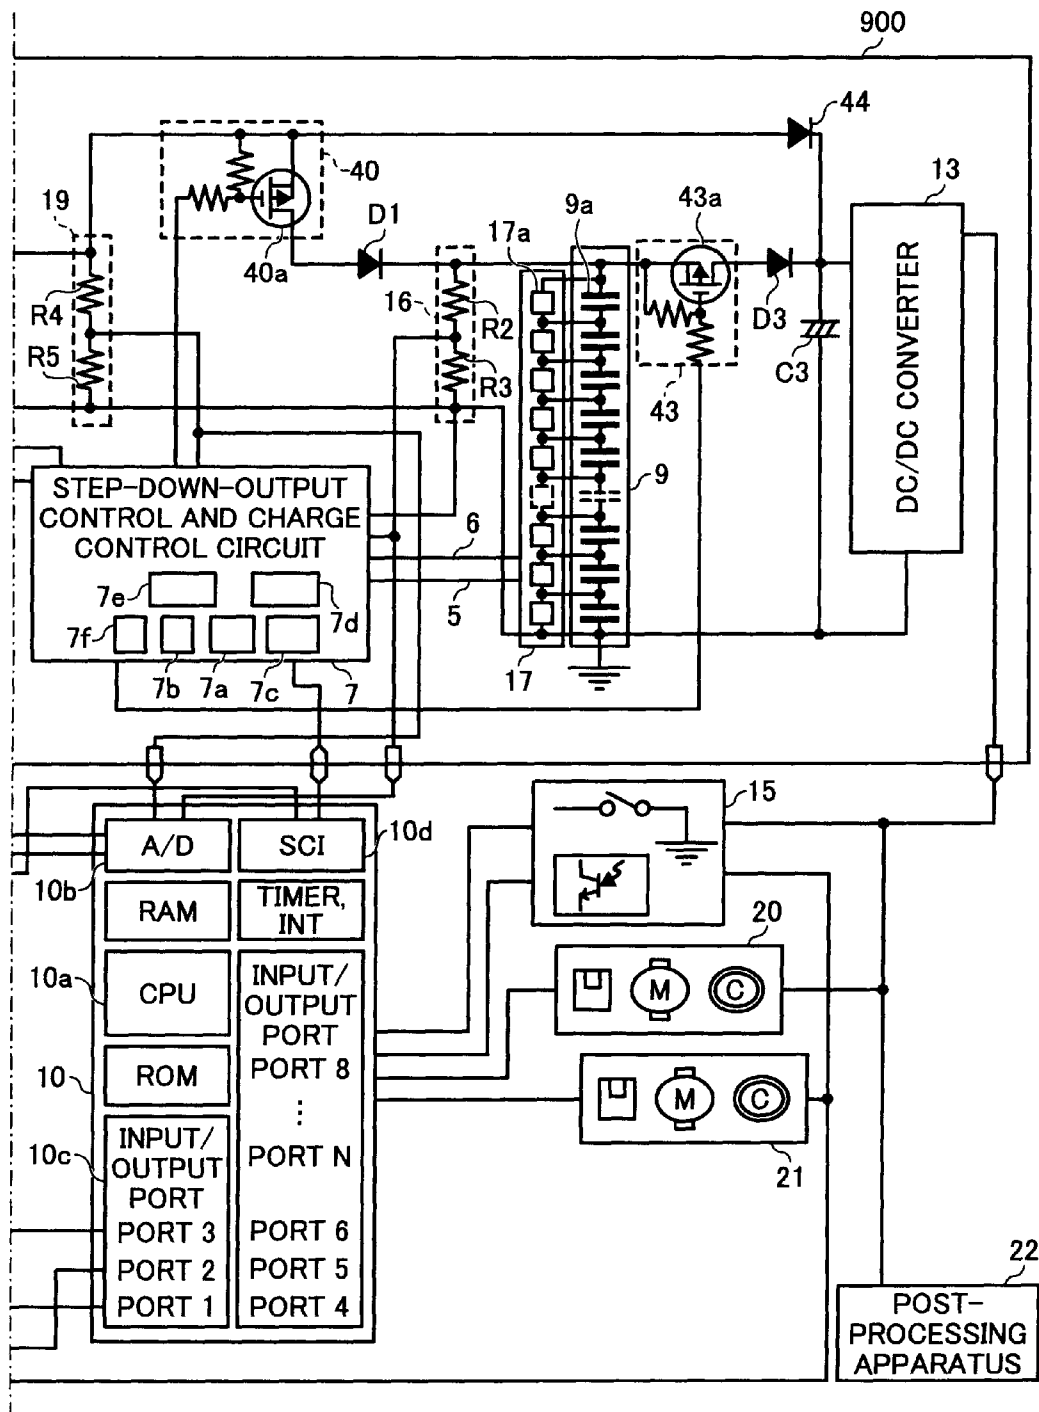 900
44
40
19
D1
40a
17a
9a
43a
13
R4
R5
16
R2
R3
D3
C3
43
DC/DC CONVERTER
9
STEP-DOWN-OUTPUT
CONTROL AND CHARGE
CONTROL CIRCUIT
6
5
7e
7d
7f
7b
7a
7c
7
17
15
A/D
SCI
10d
10b
RAM
TIMER,
INT
20
M
C
10a
CPU
INPUT/
OUTPUT
PORT
PORT 8
10
ROM
M
C
21
10c
INPUT/
OUTPUT
PORT
PORT N
PORT 3
PORT 6
PORT 2
PORT 5
PORT 1
PORT 4
22
POST-
PROCESSING
APPARATUS